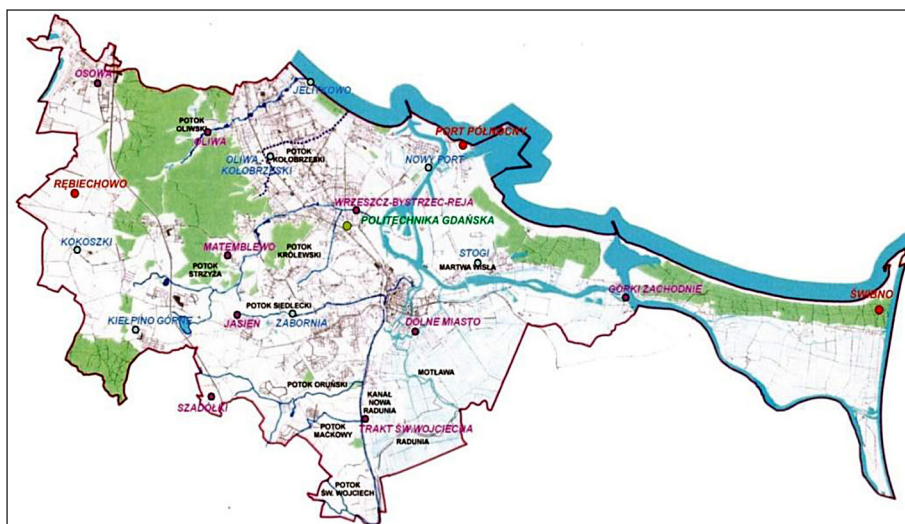 OSOWA
JELITKOWO
POTOK
OLIWSKI
OLIWA
PORT PÓŁNOCNY
OLIWA
KOŁOBRZESKI
POTOK
KOŁOBRZESKI
NOWY PORT
RĘBIECHOWO
WRZESZCZ-BYSTRZEC-REJA
POLITECHNIKA GDAŃSKA
KOKOSZKI
MATEMBLEWO
POTOK
KRÓLEWSKI
STOGI
MARTWA WISŁA
POTOK
STRZYŻA
GÓRKI ZACHODNIE
ŚWIBNO
POTOK SIEDLECKI
KIEŁPINO GÓRNE
JASIEŃ
ZABORNIA
DOLNE MIASTO
MOTŁAWA
POTOK ORUŃSKI
KANAŁ
NOWA
RADUNIA
SZADÓŁKI
TRAKT ŚW.WOJCIECHA
POTOK
MAĆKOWY
RADUNIA
POTOK
ŚW. WOJCIECH